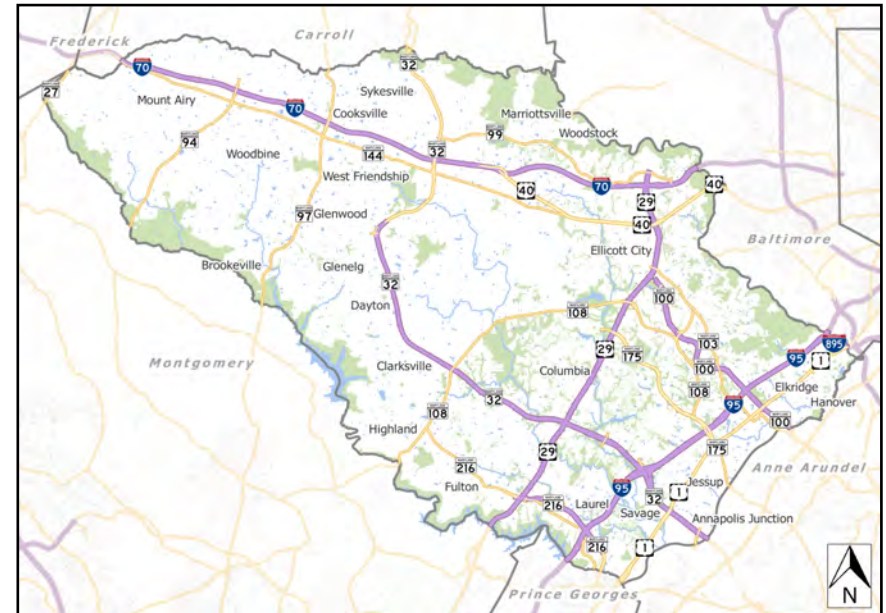 Carroll
Frederick
32
70
27
Sykesville
Mount Airy
70
Cooksville
Marriottsville
Woodstock
99
94
Woodbine
144
32
West Friendship
70
40
40
29
97
Glenwood
40
Baltimore
Ellicott City
Brookeville
Glenelg
32
100
Dayton
108
103
895
29
175
95
1
Montgomery
Clarksville
Columbia
100
Elkridge
108
32
95
Hanover
108
100
Highland
29
175
216
Anne Arundel
Fulton
Jessup
95
1
Laurel
32
216
Savage
Annapolis Junction
216
1
Prince Georges
N